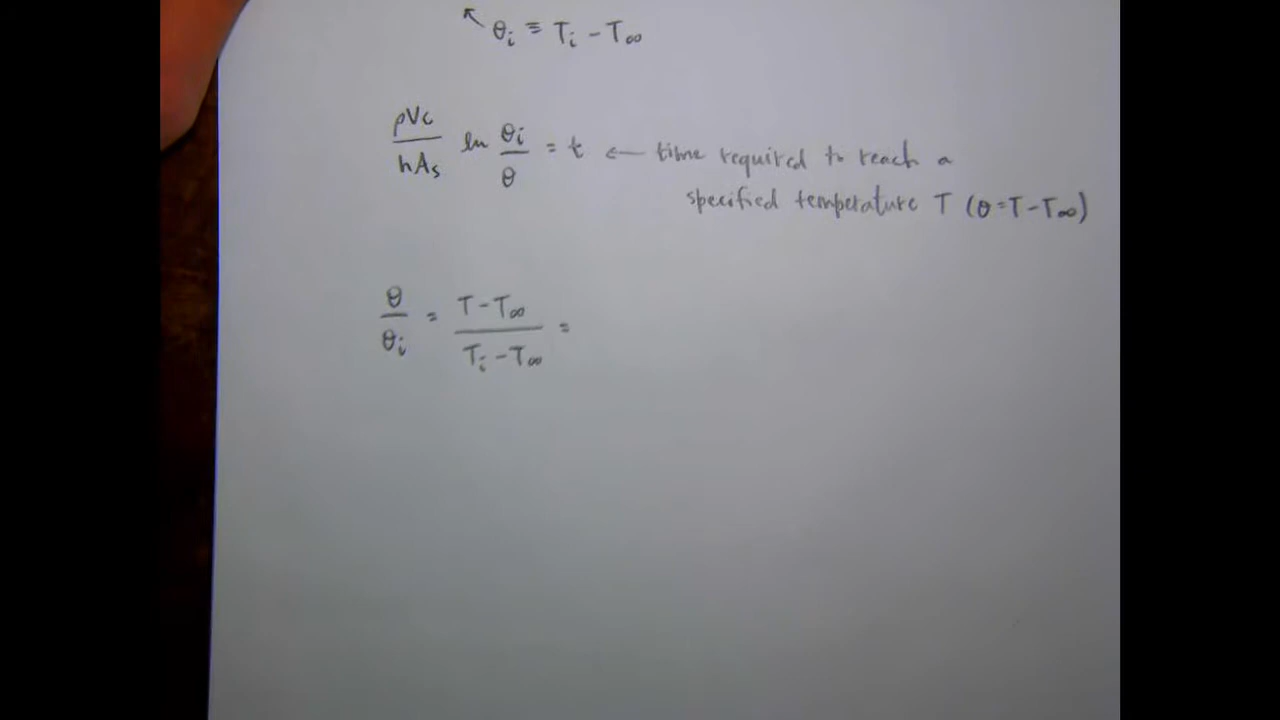 ↖ θᵢ ≡ Tᵢ - T∞
ρVc / hAₛ ln θᵢ / θ = t ← time required to reach a
specified temperature T (θ = T - T∞)
θ / θᵢ = T - T∞ / Tᵢ - T∞ =